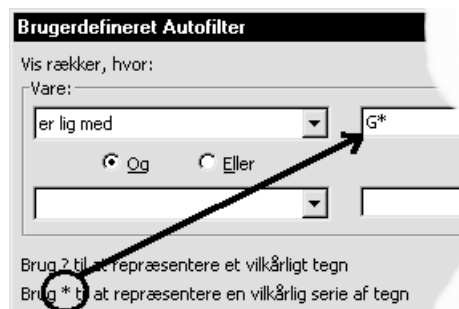 Brugerdefineret Autofilter
Vis rækker, hvor:
Vare:
er lig med G*
Og Eller
Brug ? til at repræsentere et vilkårligt tegn
Brug * til at repræsentere en vilkårlig serie af tegn